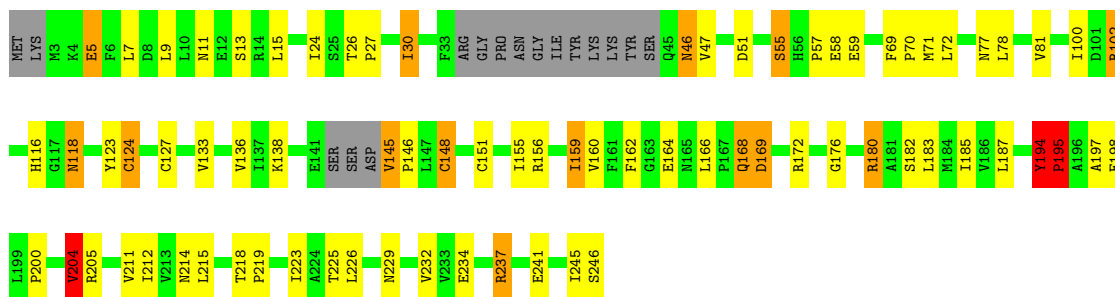 MET LYS M3 K4 E5 F6 L7 D8 L9 L10 N11 E12 S13 R14 L15 I24 S25 T26 P27 I30 F33 ARG GLY PRO ASN GLY ILE TYR LYS LYS TYR SER Q45 N46 V47 D51 S55 H56 P57 E58 E59 F69 P70 M71 L72 N77 L78 V81 I100 D101
H116 G117 N118 Y123 C124 C127 V133 V136 I137 K138 E141 SER SER ASP V145 P146 L147 C148 C151 I155 R156 I159 V160 F161 F162 G163 E164 N165 L166 P167 Q168 D169 R172 G176 R180 A181 S182 L183 M184 I185 V186 L187 Y194 P195 A196 A197
L199 P200 V204 R205 V211 I212 V213 N214 L215 T218 P219 I223 A224 T225 L226 N229 V232 V233 E234 R237 E241 I245 S246